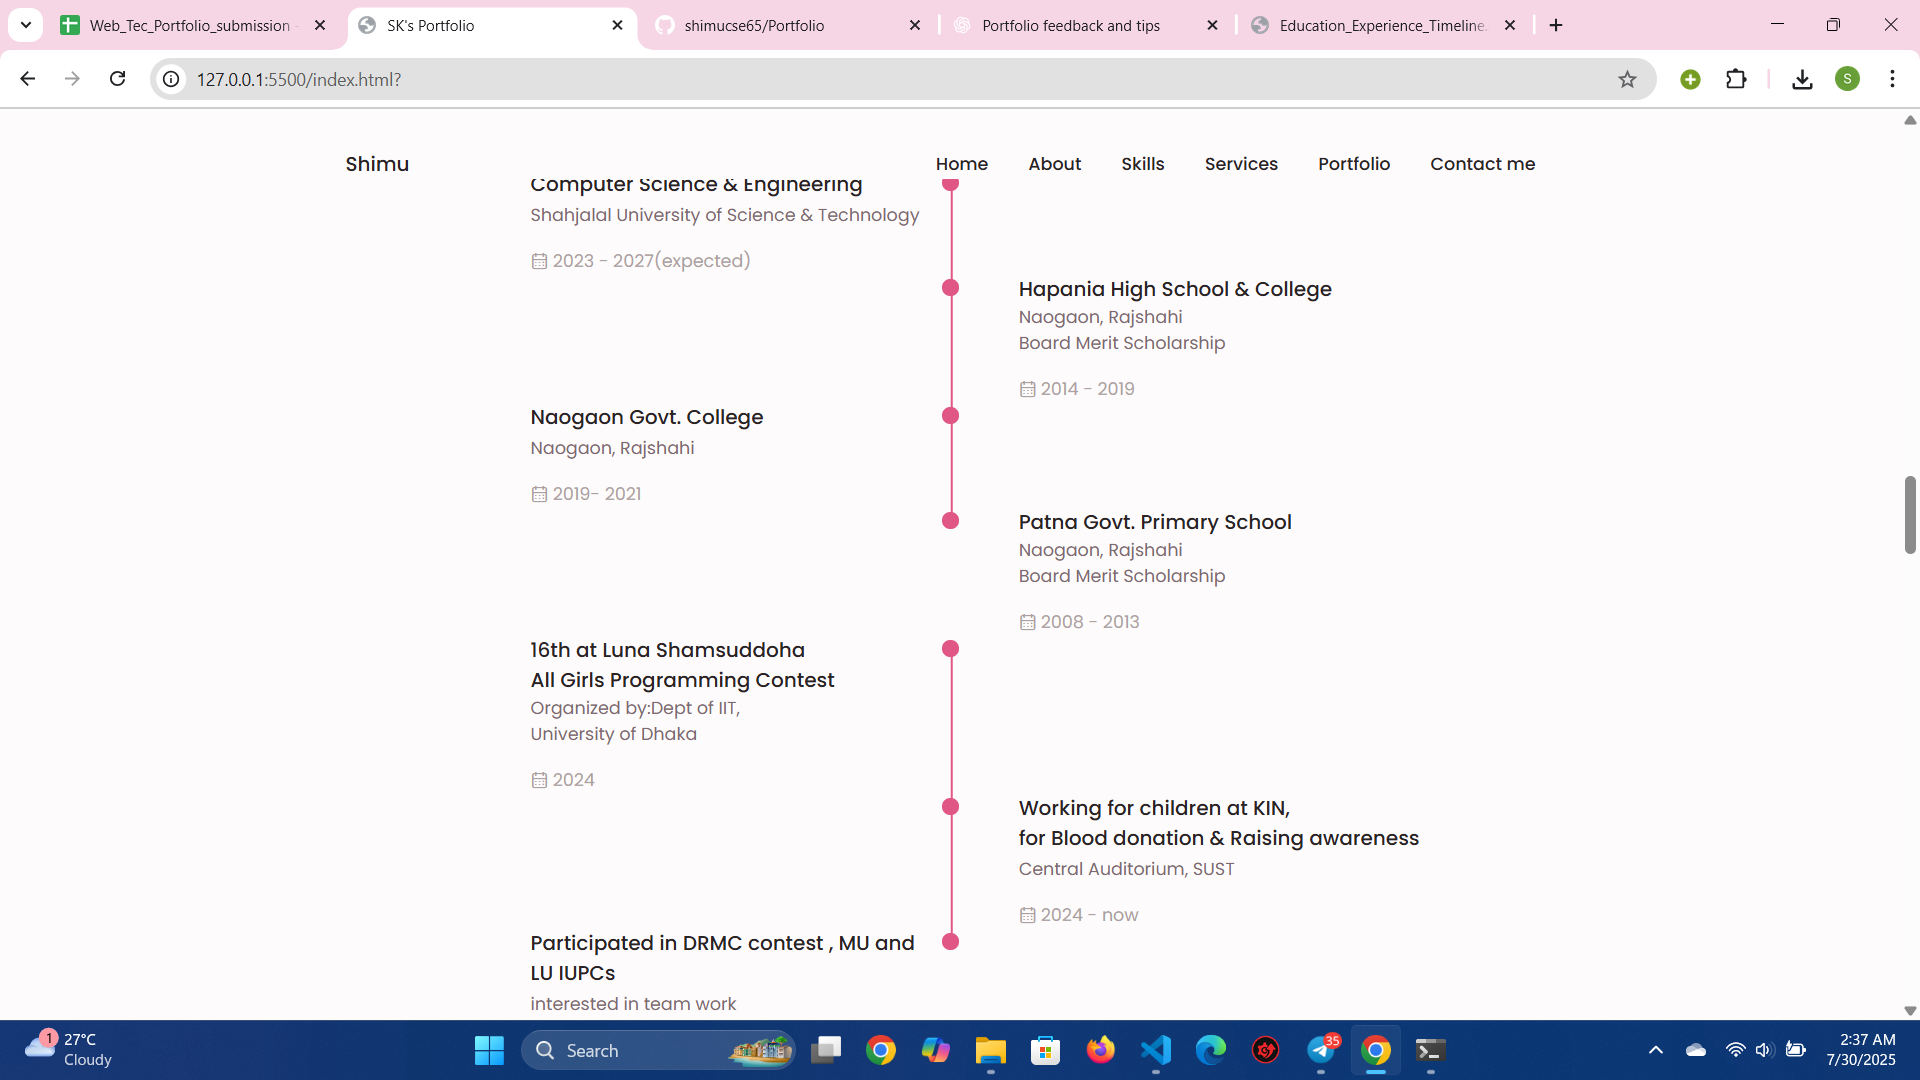 Web_Tec_Portfolio_submission -
SK's Portfolio
shimucse65/Portfolio
Portfolio feedback and tips
Education_Experience_Timeline.
127.0.0.1:5500/index.html?
S
Shimu
Home
About
Skills
Services
Portfolio
Contact me
Computer Science & Engineering
Shahjalal University of Science & Technology
2023 - 2027(expected)
Hapania High School & College
Naogaon, Rajshahi
Board Merit Scholarship
2014 - 2019
Naogaon Govt. College
Naogaon, Rajshahi
2019- 2021
Patna Govt. Primary School
Naogaon, Rajshahi
Board Merit Scholarship
2008 - 2013
16th at Luna Shamsuddoha
All Girls Programming Contest
Organized by:Dept of IIT,
University of Dhaka
2024
Working for children at KIN,
for Blood donation & Raising awareness
Central Auditorium, SUST
2024 - now
Participated in DRMC contest , MU and
LU IUPCs
interested in team work
1
27°C
Cloudy
Search
35
2:37 AM
7/30/2025